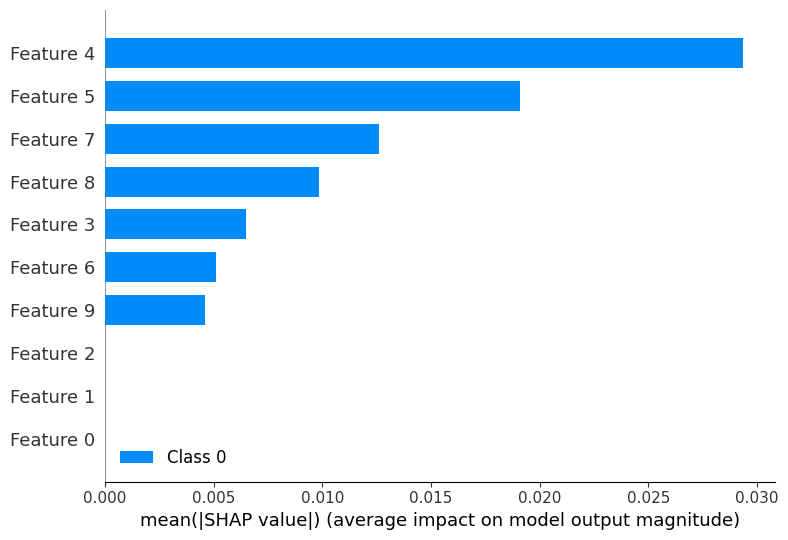 Feature 4
Feature 5
Feature 7
Feature 8
Feature 3
Feature 6
Feature 9
Feature 2
Feature 1
Feature 0
Class 0
0.000 0.005 0.010 0.015 0.020 0.025 0.030
mean(|SHAP value|) (average impact on model output magnitude)